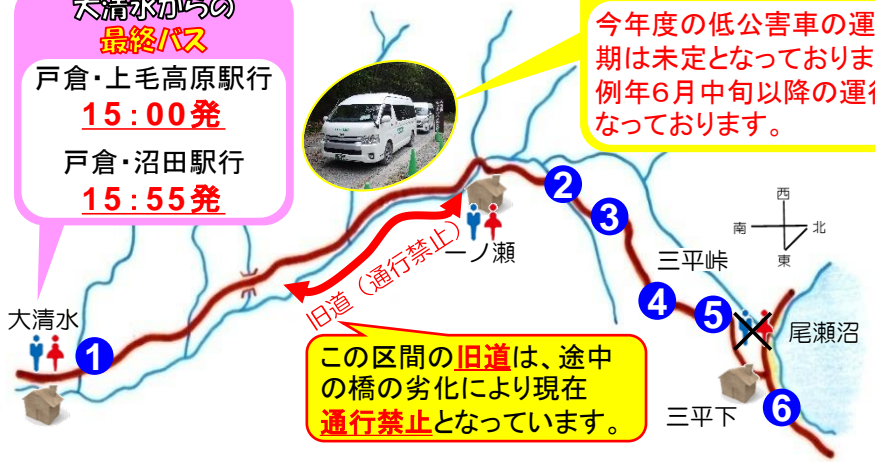 大清水からの
最終バス
戸倉・上毛高原駅行
15:00発
戸倉・沼田駅行
15:55発
今年度の低公害車の運
期は未定となっておりま
例年6月中旬以降の運行
なっております。
2
3
西
南
北
東
一ノ瀬
三平峠
旧道（通行禁止）
4
5
大清水
1
尾瀬沼
この区間の旧道は、途中
の橋の劣化により現在
通行禁止となっています。
三平下
6